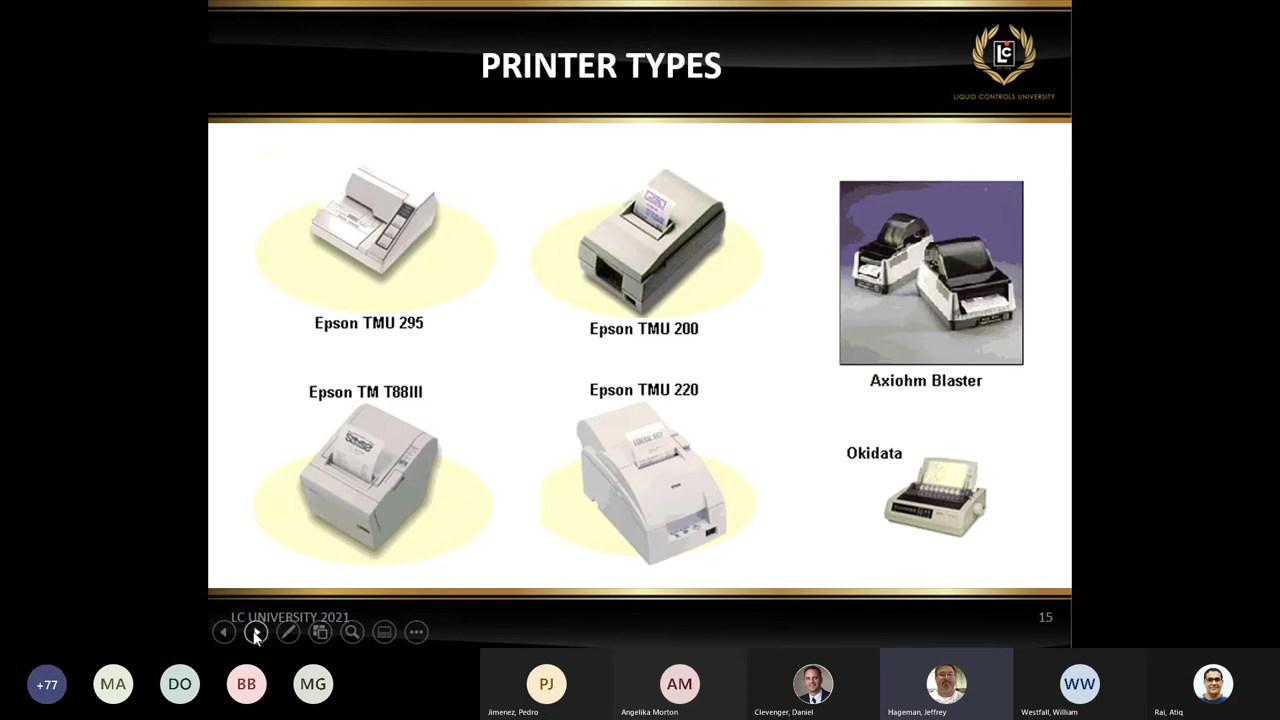 PRINTER TYPES
LC
LIQUID CONTROLS UNIVERSITY
Epson TMU 295
Epson TMU 200
Axiohm Blaster
Epson TM T88III
Epson TMU 220
Okidata
LC UNIVERSITY 2021
15
+77
MA
DO
BB
MG
PJ
AM
WW
Jimenez, Pedro
Angelika Morton
Clevenger, Daniel
Hageman, Jeffrey
Westfall, William
Rai, Atiq